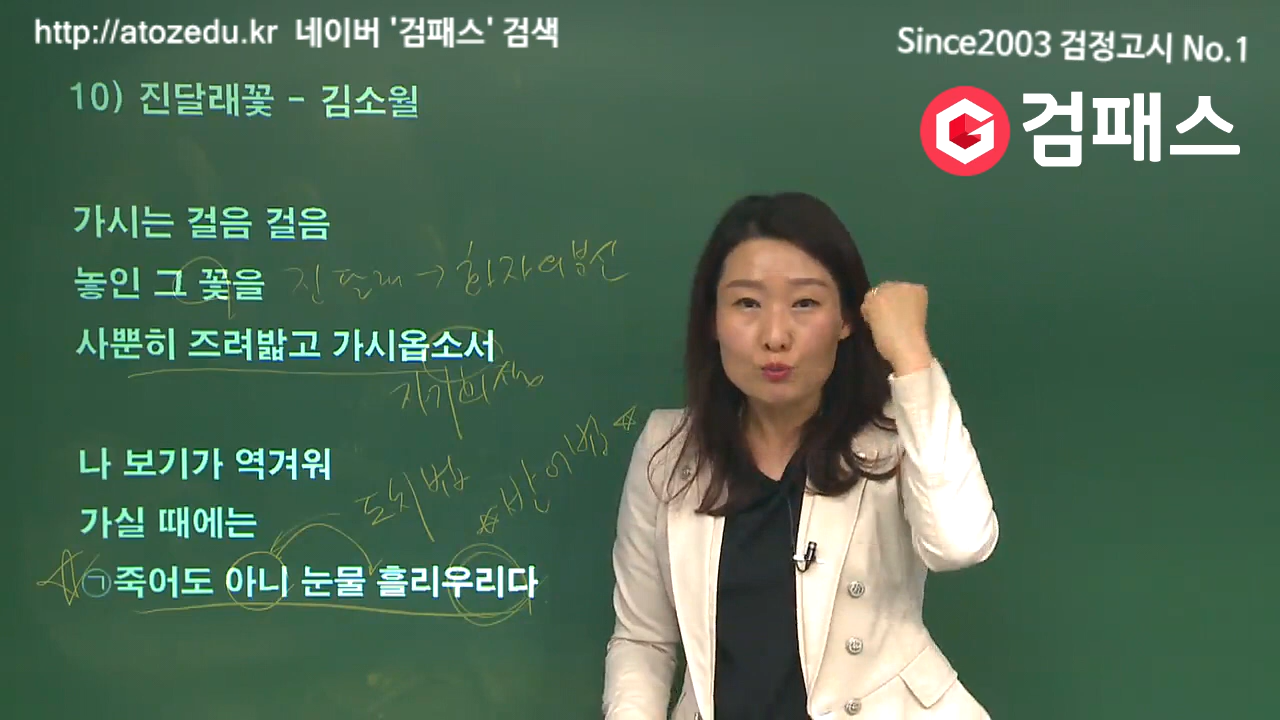 http://atozedu.kr 네이버 '검패스' 검색
Since2003 검정고시 No.1
검패스
10) 진달래꽃 - 김소월
가시는 걸음 걸음
놓인 그 꽃을 진달래 → 화자의 분신
사뿐히 즈려밟고 가시옵소서
자기희생
나 보기가 역겨워
도치법 ☆반어법☆
가실 때에는
☆㉠죽어도 아니 눈물 흘리우리다